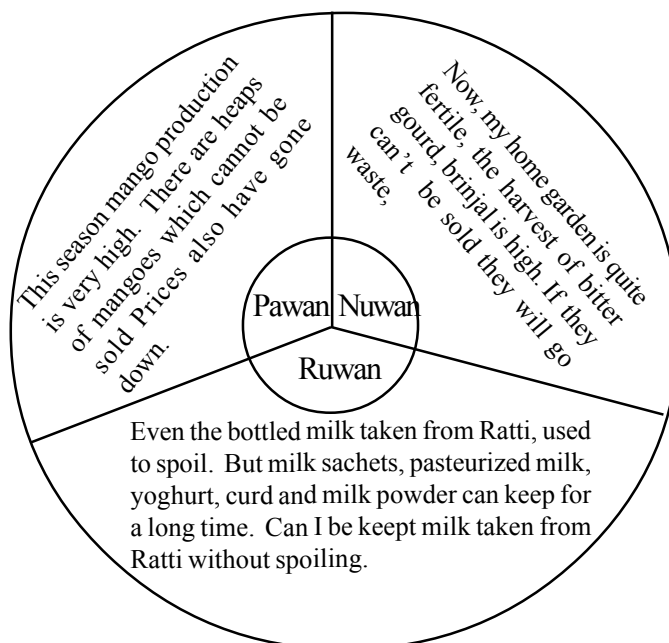 This season mango production
is very high. There are heaps
of mangoes which cannot be
sold Prices also have gone
down.
Now, my home garden is quite
fertile, the harvest of bitter
gourd, brinjal is high. If they
can't be sold they will go
waste,
Pawan
Nuwan
Ruwan
Even the bottled milk taken from Ratti, used
to spoil. But milk sachets, pasteurized milk,
yoghurt, curd and milk powder can keep for
a long time. Can I be keept milk taken from
Ratti without spoiling.